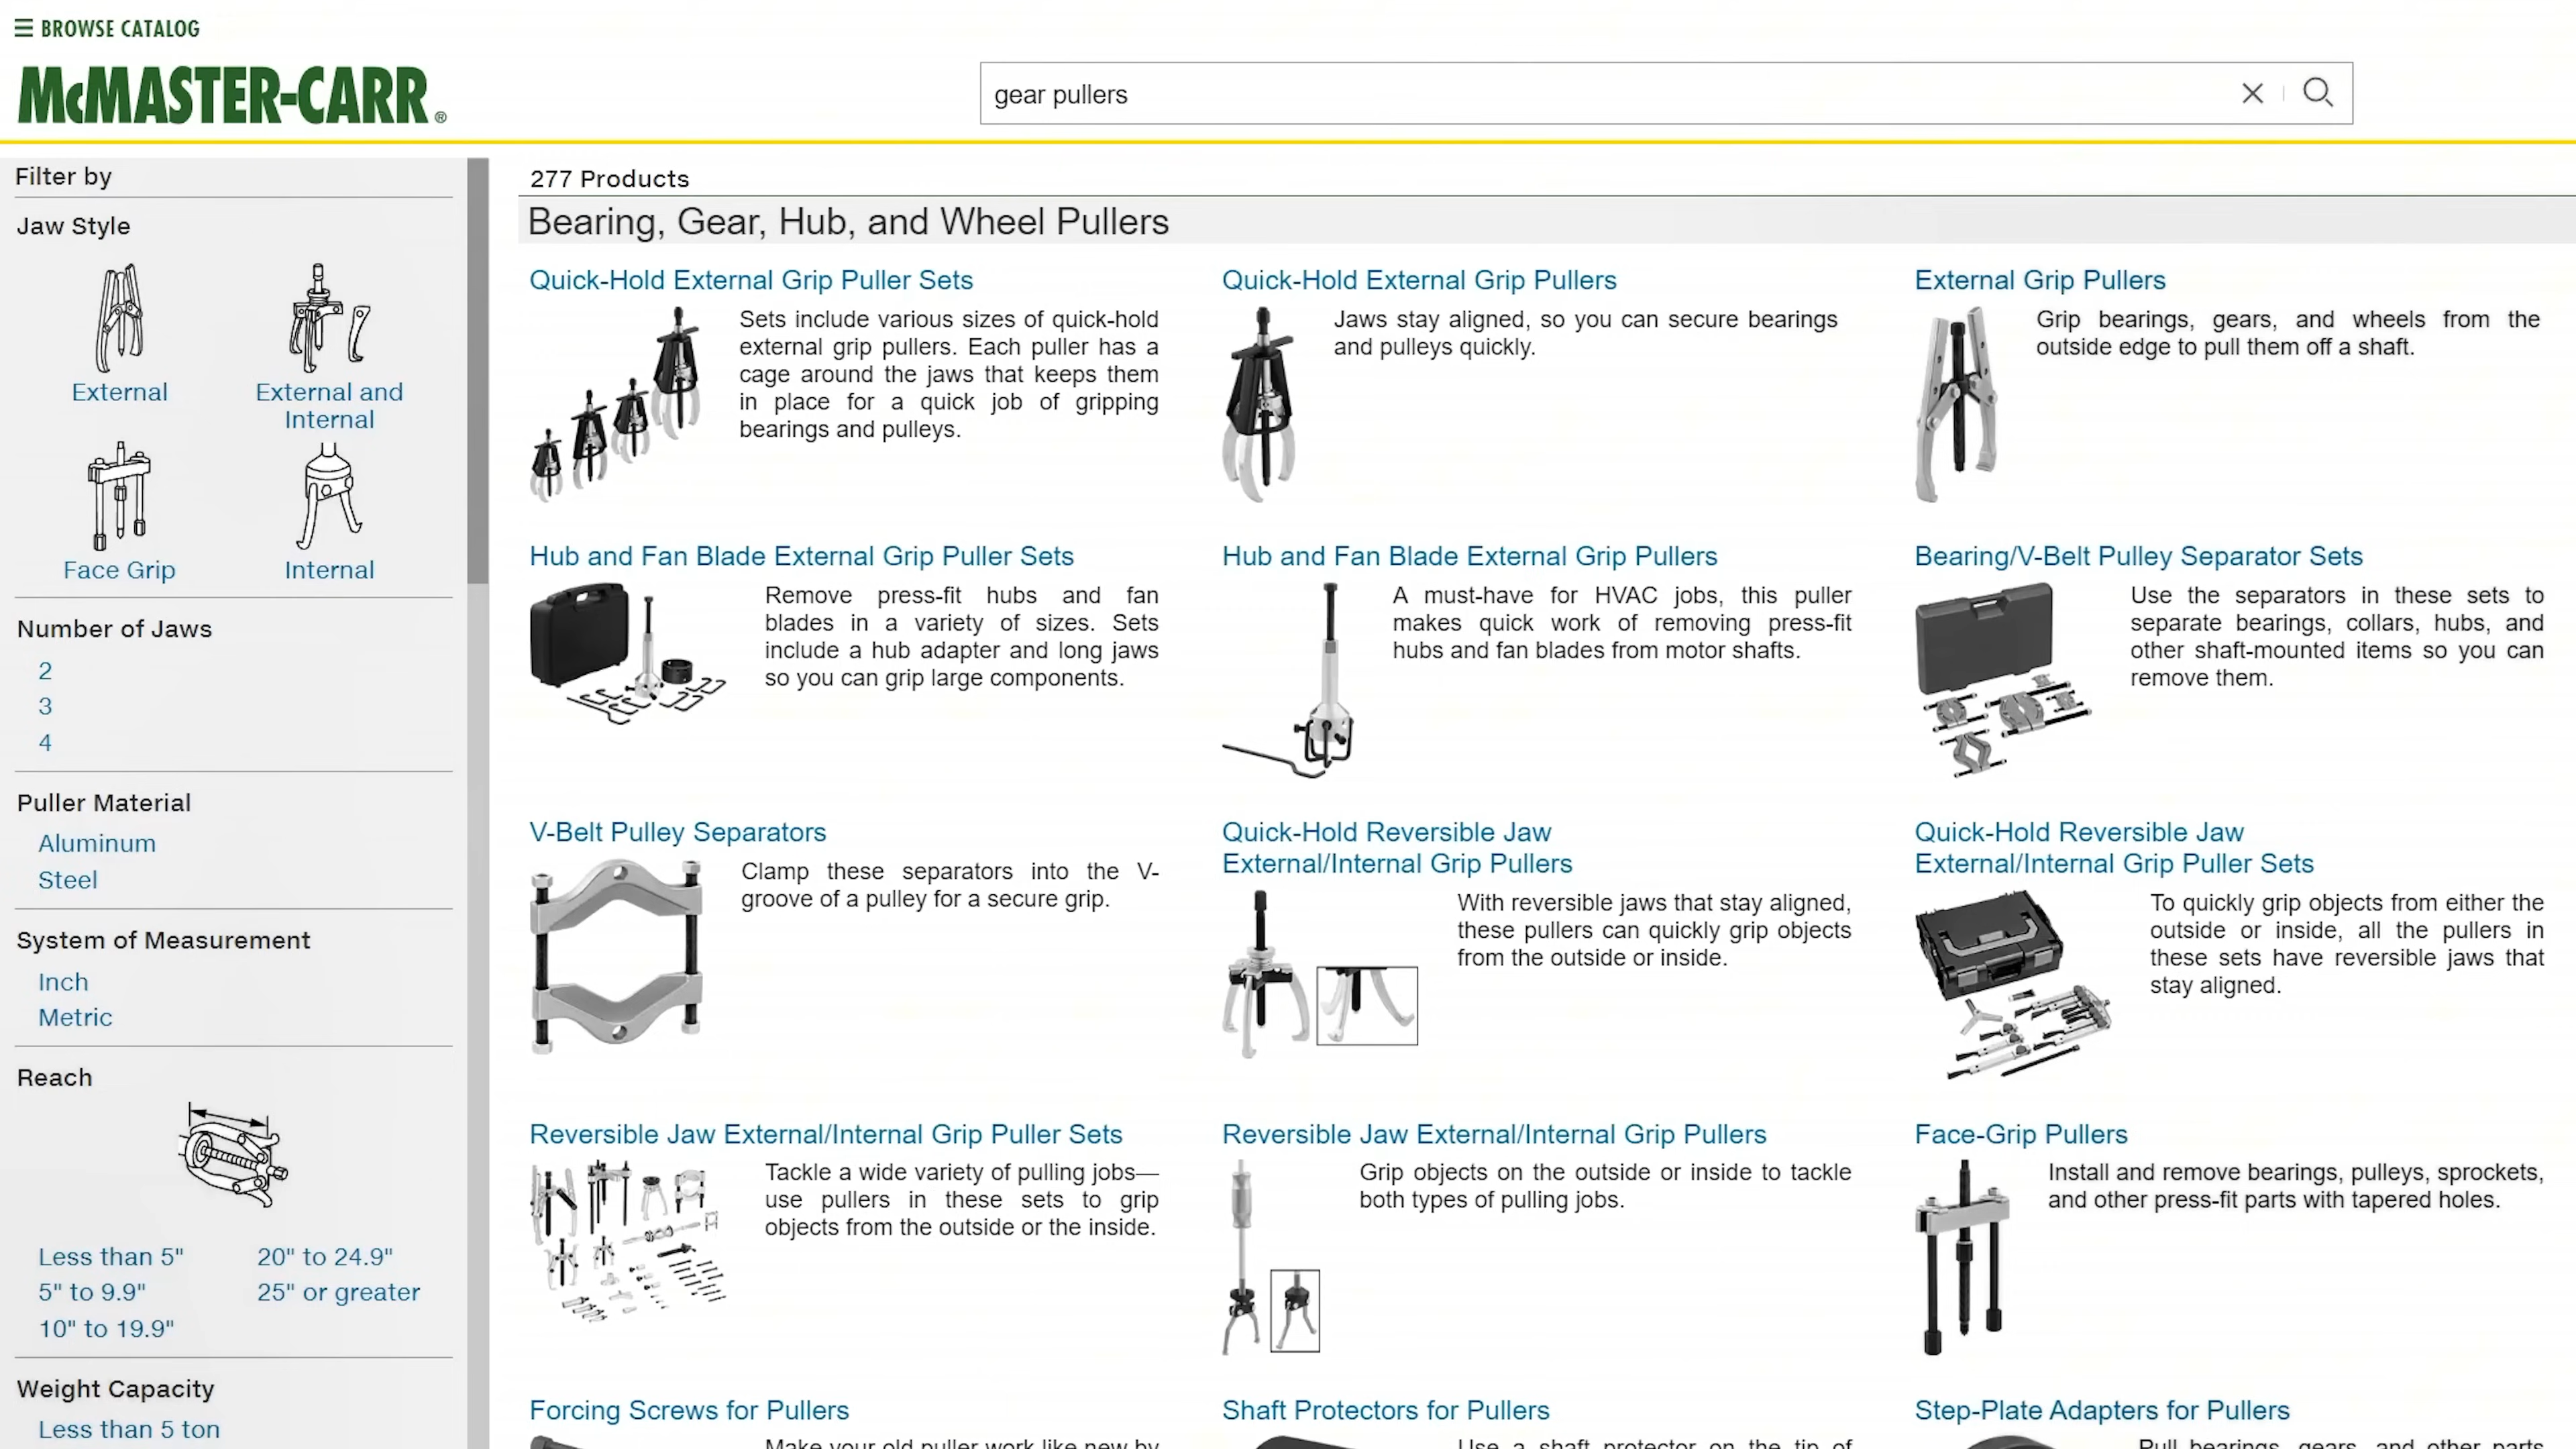 ☰ BROWSE CATALOG
McMASTER-CARR®
gear pullers
Filter by
Jaw Style
External
External and
Internal
Face Grip
Internal
Number of Jaws
2
3
4
Puller Material
Aluminum
Steel
System of Measurement
Inch
Metric
Reach
Less than 5"
5" to 9.9"
10" to 19.9"
20" to 24.9"
25" or greater
Weight Capacity
Less than 5 ton
277 Products
Bearing, Gear, Hub, and Wheel Pullers
Quick-Hold External Grip Puller Sets
Sets include various sizes of quick-hold
external grip pullers. Each puller has a
cage around the jaws that keeps them
in place for a quick job of gripping
bearings and pulleys.
Quick-Hold External Grip Pullers
Jaws stay aligned, so you can secure bearings
and pulleys quickly.
External Grip Pullers
Grip bearings, gears, and wheels from the
outside edge to pull them off a shaft.
Hub and Fan Blade External Grip Puller Sets
Remove press-fit hubs and fan
blades in a variety of sizes. Sets
include a hub adapter and long jaws
so you can grip large components.
Hub and Fan Blade External Grip Pullers
A must-have for HVAC jobs, this puller
makes quick work of removing press-fit
hubs and fan blades from motor shafts.
Bearing/V-Belt Pulley Separator Sets
Use the separators in these sets to
separate bearings, collars, hubs, and
other shaft-mounted items so you can
remove them.
V-Belt Pulley Separators
Clamp these separators into the V-
groove of a pulley for a secure grip.
Quick-Hold Reversible Jaw
External/Internal Grip Pullers
With reversible jaws that stay aligned,
these pullers can quickly grip objects
from the outside or inside.
Quick-Hold Reversible Jaw
External/Internal Grip Puller Sets
To quickly grip objects from either the
outside or inside, all the pullers in
these sets have reversible jaws that
stay aligned.
Reversible Jaw External/Internal Grip Puller Sets
Tackle a wide variety of pulling jobs—
use pullers in these sets to grip
objects from the outside or the inside.
Reversible Jaw External/Internal Grip Pullers
Grip objects on the outside or inside to tackle
both types of pulling jobs.
Face-Grip Pullers
Install and remove bearings, pulleys, sprockets,
and other press-fit parts with tapered holes.
Forcing Screws for Pullers
Make your old puller work like new by
Shaft Protectors for Pullers
Use a shaft protector on the tip of
Step-Plate Adapters for Pullers
Pull bearings, gears, and other parts